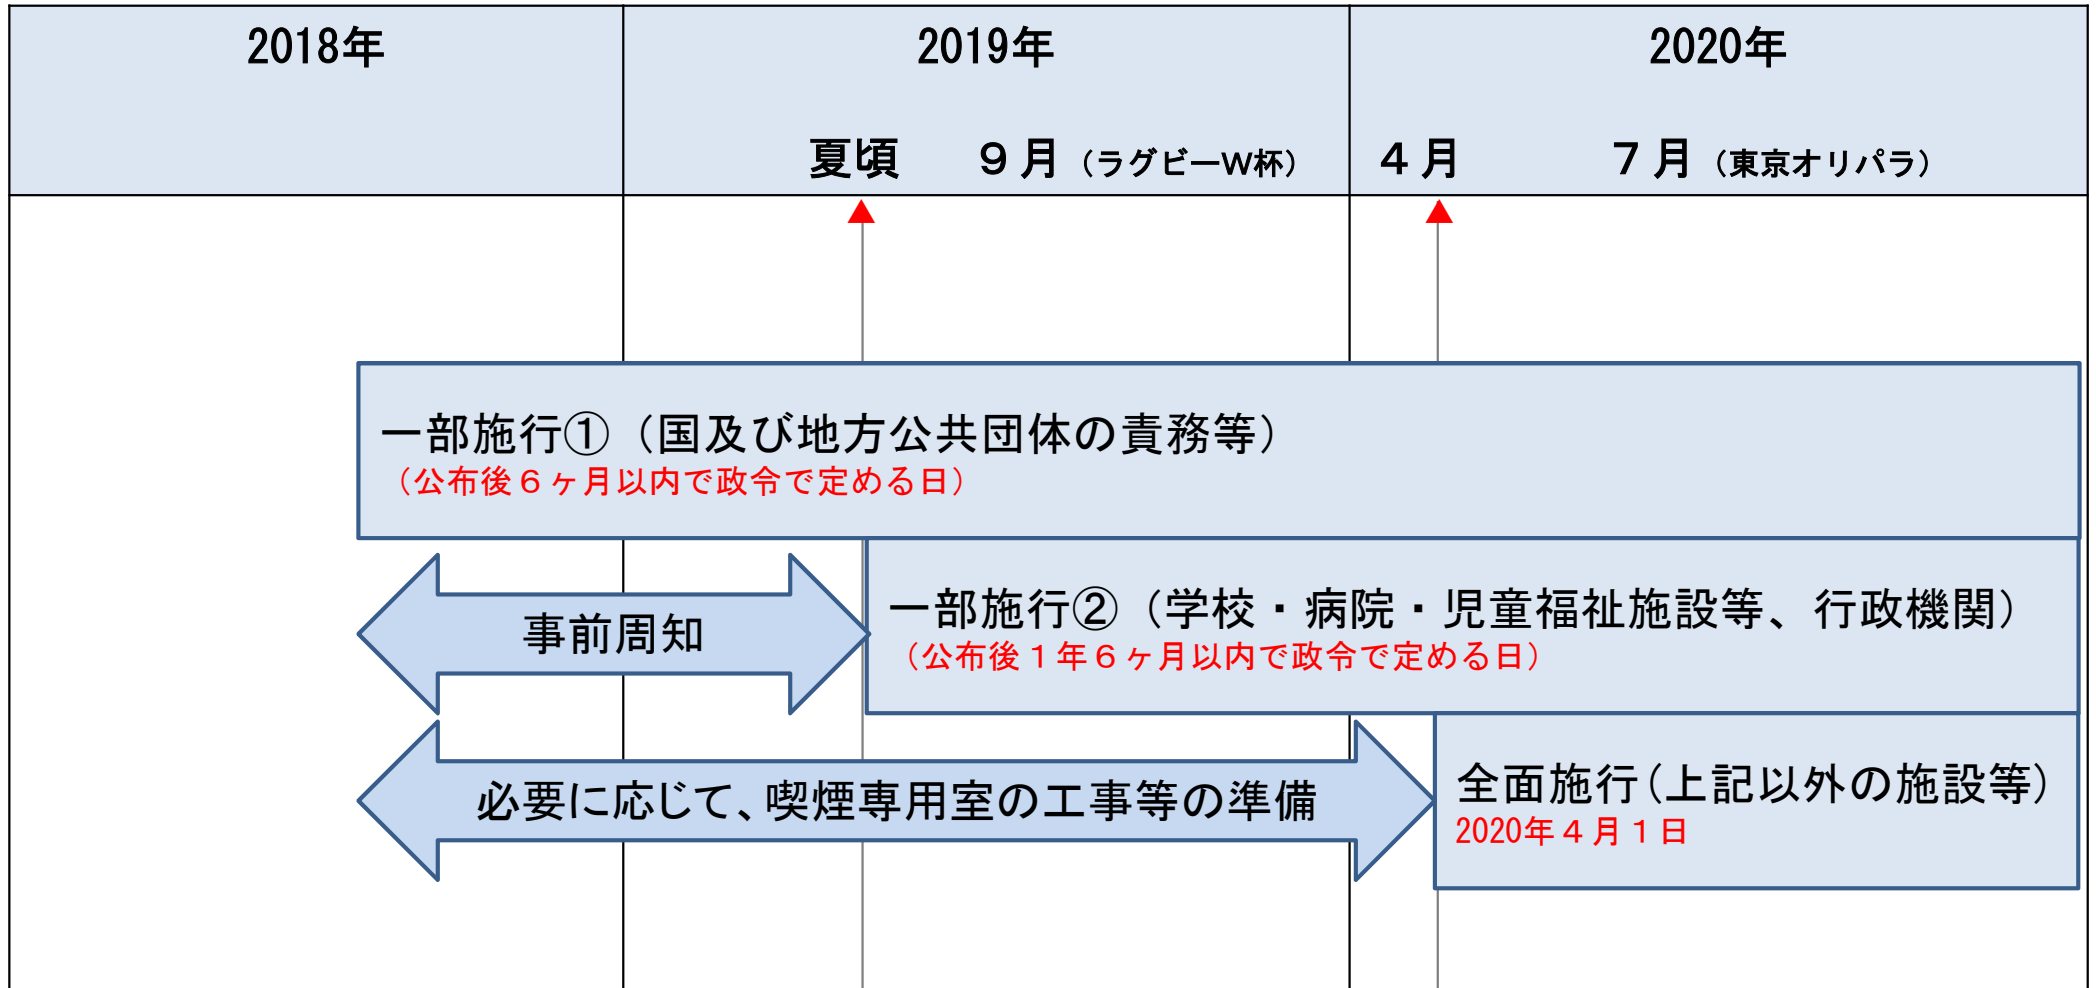 2018年
2019年
2020年
夏頃 ９月（ラグビーＷ杯） ４月 ７月（東京オリパラ）
一部施行①（国及び地方公共団体の責務等）
（公布後６ヶ月以内で政令で定める日）
事前周知
一部施行②（学校・病院・児童福祉施設等、行政機関）
（公布後１年６ヶ月以内で政令で定める日）
必要に応じて、喫煙専用室の工事等の準備
全面施行（上記以外の施設等）
2020年４月１日